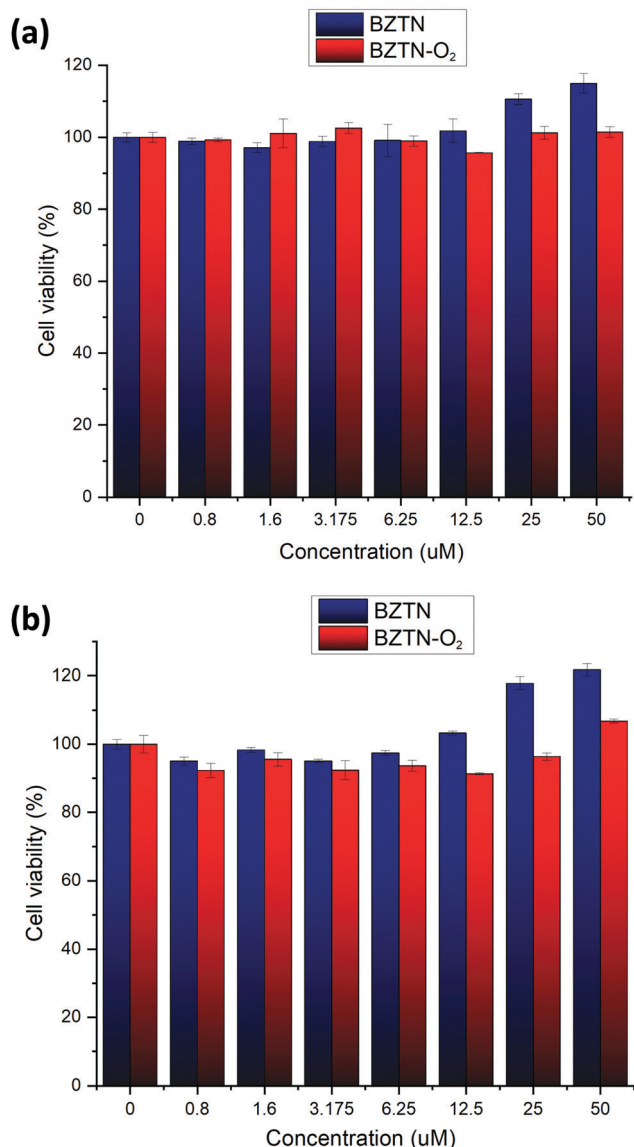 (a)
BZTN
BZTN-O₂
120
100
80
60
40
20
0
Cell viability (%)
0 0.8 1.6 3.175 6.25 12.5 25 50
Concentration (uM)
(b)
BZTN
BZTN-O₂
120
100
80
60
40
20
0
Cell viability (%)
0 0.8 1.6 3.175 6.25 12.5 25 50
Concentration (uM)